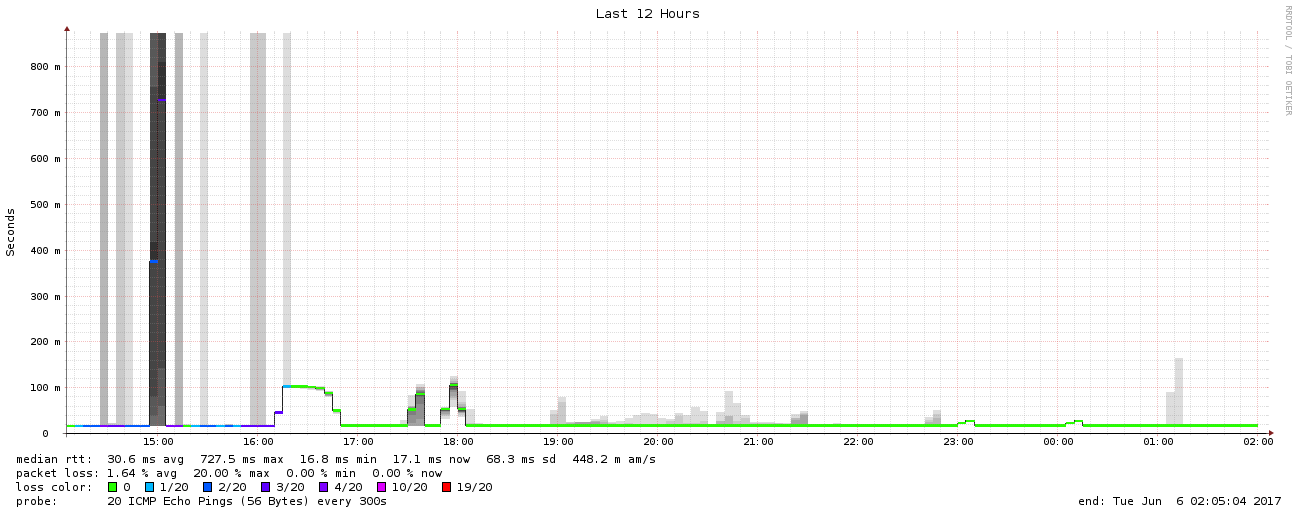 Last 12 Hours
RRDTOOL / TOBI OETIKER
Seconds
800 m
700 m
600 m
500 m
400 m
300 m
200 m
100 m
0
15:00 16:00 17:00 18:00 19:00 20:00 21:00 22:00 23:00 00:00 01:00 02:00
median rtt: 30.6 ms avg 727.5 ms max 16.8 ms min 17.1 ms now 68.3 ms sd 448.2 m am/s
packet loss: 1.64 % avg 20.00 % max 0.00 % min 0.00 % now
loss color: 0 1/20 2/20 3/20 4/20 10/20 19/20
probe: 20 ICMP Echo Pings (56 Bytes) every 300s end: Tue Jun 6 02:05:04 2017